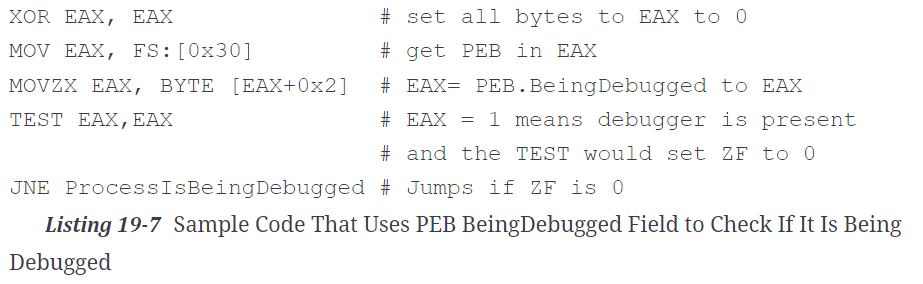 XOR EAX, EAX # set all bytes to EAX to 0
MOV EAX, FS:[0x30] # get PEB in EAX
MOVZX EAX, BYTE [EAX+0x2] # EAX= PEB.BeingDebugged to EAX
TEST EAX,EAX # EAX = 1 means debugger is present
# and the TEST would set ZF to 0
JNE ProcessIsBeingDebugged # Jumps if ZF is 0
Listing 19-7 Sample Code That Uses PEB BeingDebugged Field to Check If It Is Being
Debugged